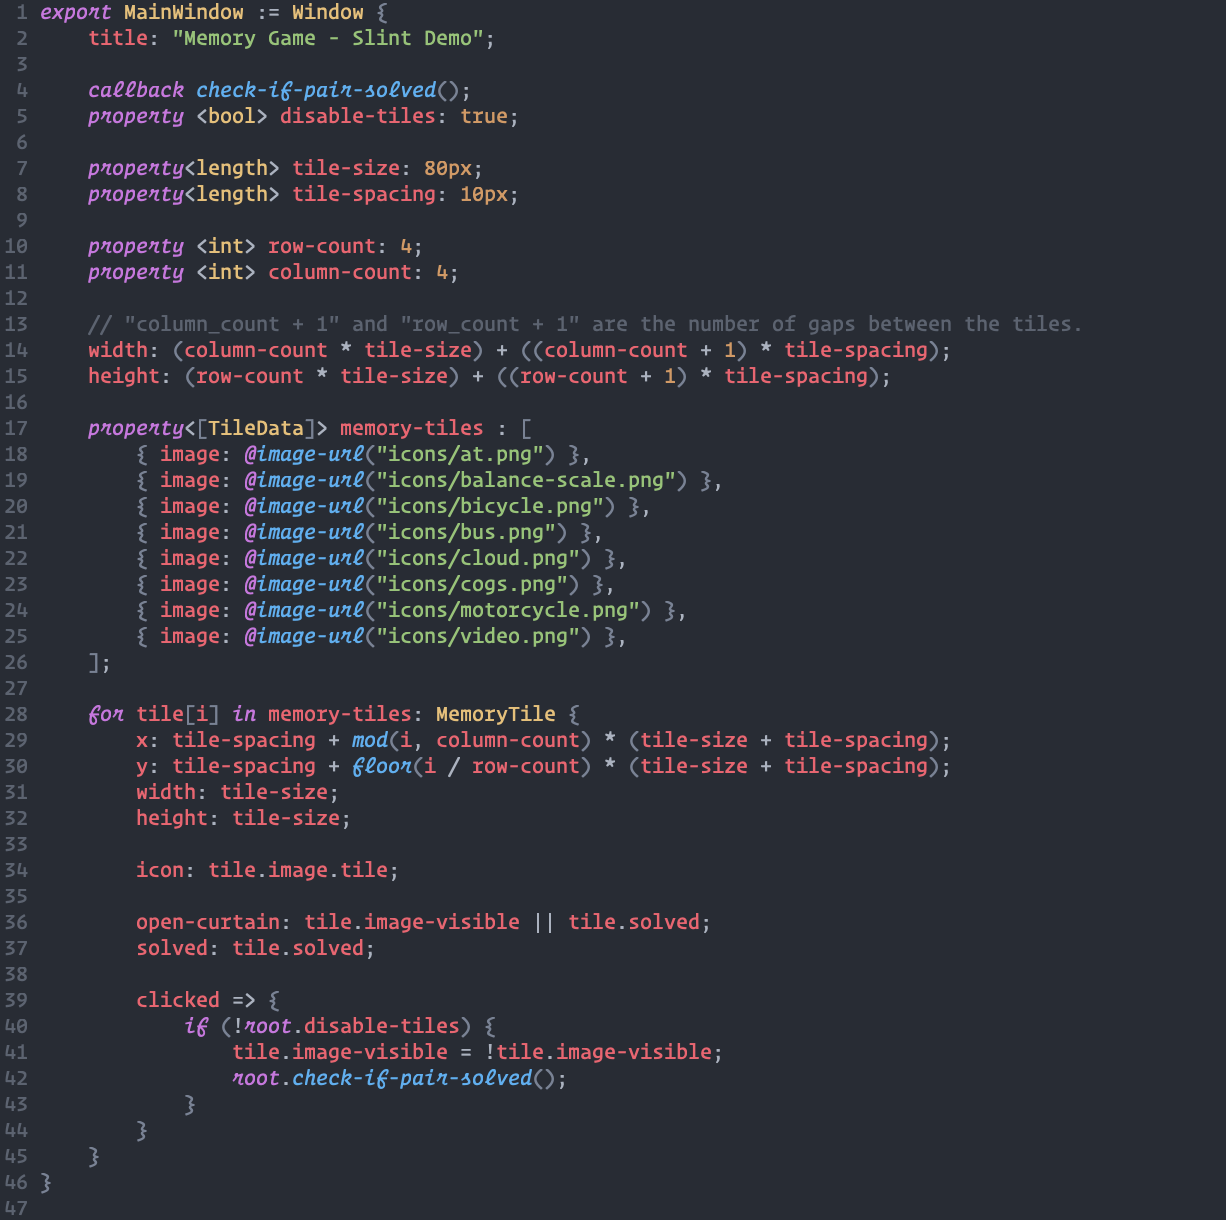 1 export MainWindow := Window {
2     title: "Memory Game - Slint Demo";
3
4     callback check-if-pair-solved();
5     property <bool> disable-tiles: true;
6
7     property<length> tile-size: 80px;
8     property<length> tile-spacing: 10px;
9
10     property <int> row-count: 4;
11     property <int> column-count: 4;
12
13     // "column_count + 1" and "row_count + 1" are the number of gaps between the tiles.
14     width: (column-count * tile-size) + ((column-count + 1) * tile-spacing);
15     height: (row-count * tile-size) + ((row-count + 1) * tile-spacing);
16
17     property<[TileData]> memory-tiles : [
18         { image: @image-url("icons/at.png") },
19         { image: @image-url("icons/balance-scale.png") },
20         { image: @image-url("icons/bicycle.png") },
21         { image: @image-url("icons/bus.png") },
22         { image: @image-url("icons/cloud.png") },
23         { image: @image-url("icons/cogs.png") },
24         { image: @image-url("icons/motorcycle.png") },
25         { image: @image-url("icons/video.png") },
26     ];
27
28     for tile[i] in memory-tiles: MemoryTile {
29         x: tile-spacing + mod(i, column-count) * (tile-size + tile-spacing);
30         y: tile-spacing + floor(i / row-count) * (tile-size + tile-spacing);
31         width: tile-size;
32         height: tile-size;
33
34         icon: tile.image.tile;
35
36         open-curtain: tile.image-visible || tile.solved;
37         solved: tile.solved;
38
39         clicked => {
40             if (!root.disable-tiles) {
41                 tile.image-visible = !tile.image-visible;
42                 root.check-if-pair-solved();
43             }
44         }
45     }
46 }
47